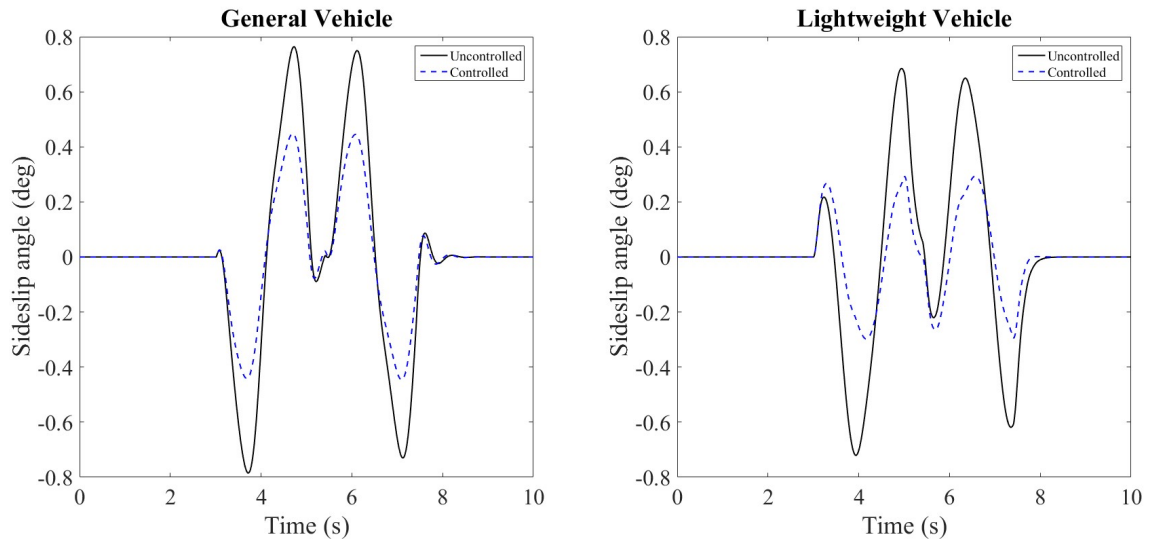 General Vehicle
Uncontrolled
Controlled
0.8
0.6
0.4
0.2
0
-0.2
-0.4
-0.6
-0.8
Sideslip angle (deg)
0 2 4 6 8 10
Time (s)
Lightweight Vehicle
Uncontrolled
Controlled
0.8
0.6
0.4
0.2
0
-0.2
-0.4
-0.6
-0.8
Sideslip angle (deg)
0 2 4 6 8 10
Time (s)